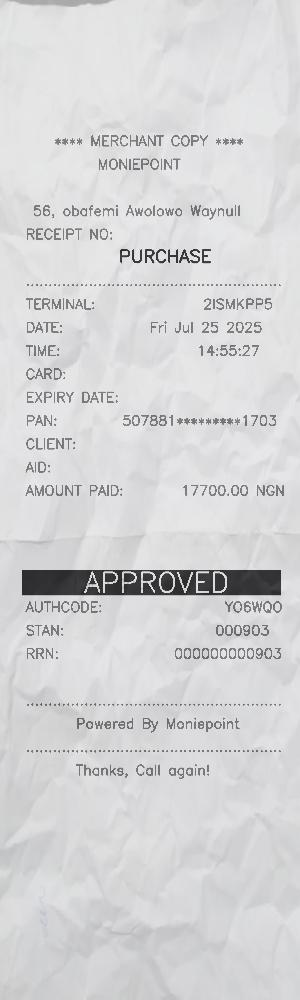 **** MERCHANT COPY ****
MONIEPOINT
56, obafemi Awolowo Waynull
RECEIPT NO:
PURCHASE
TERMINAL: 2ISMKPP5
DATE: Fri Jul 25 2025
TIME: 14:55:27
CARD:
EXPIRY DATE:
PAN: 507881*********1703
CLIENT:
AID:
AMOUNT PAID: 17700.00 NGN
APPROVED
AUTHCODE: YO6WQO
STAN: 000903
RRN: 000000000903
Powered By Moniepoint
Thanks, Call again!